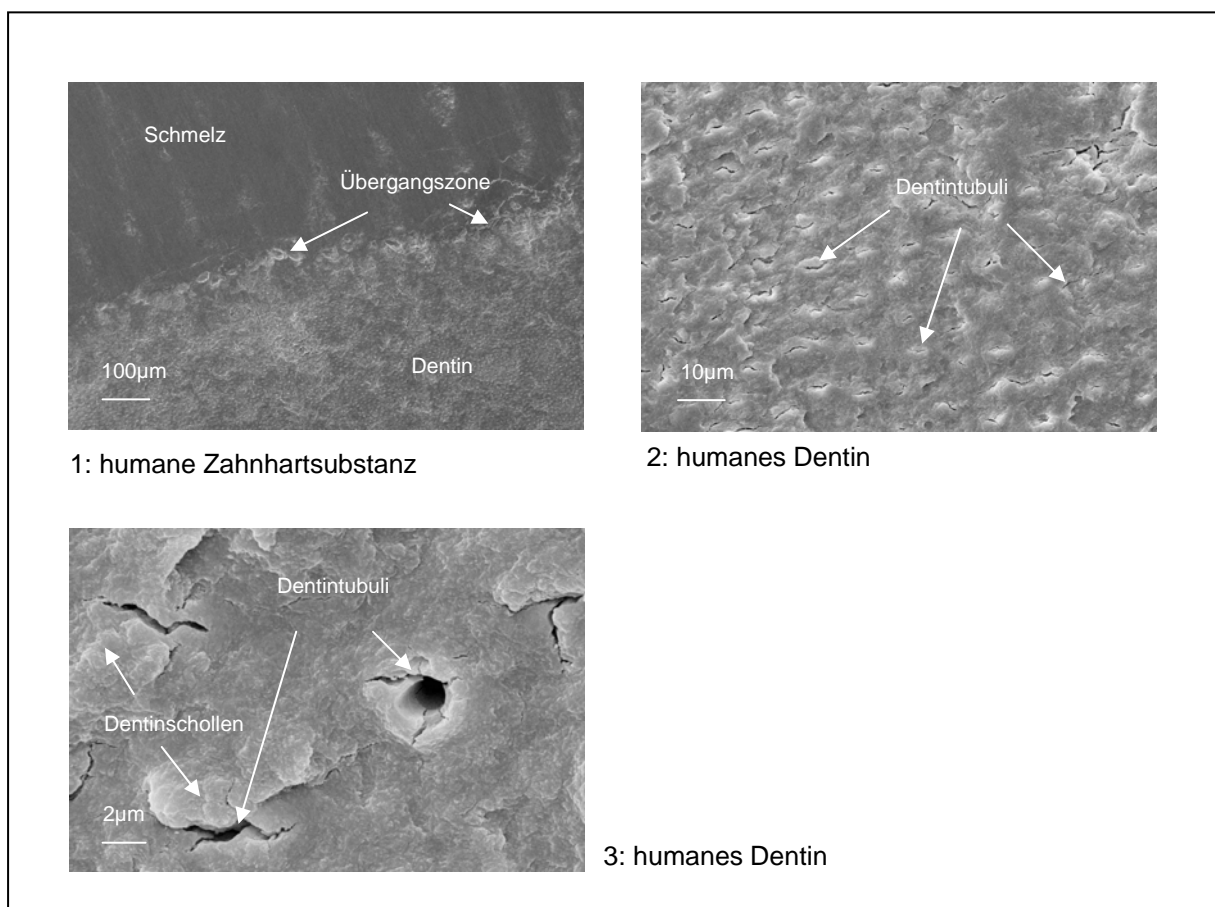 Schmelz
Übergangszone
Dentin
100µm
1: humane Zahnhartsubstanz
Dentintubuli
10µm
2: humanes Dentin
Dentintubuli
Dentinschollen
2µm
3: humanes Dentin